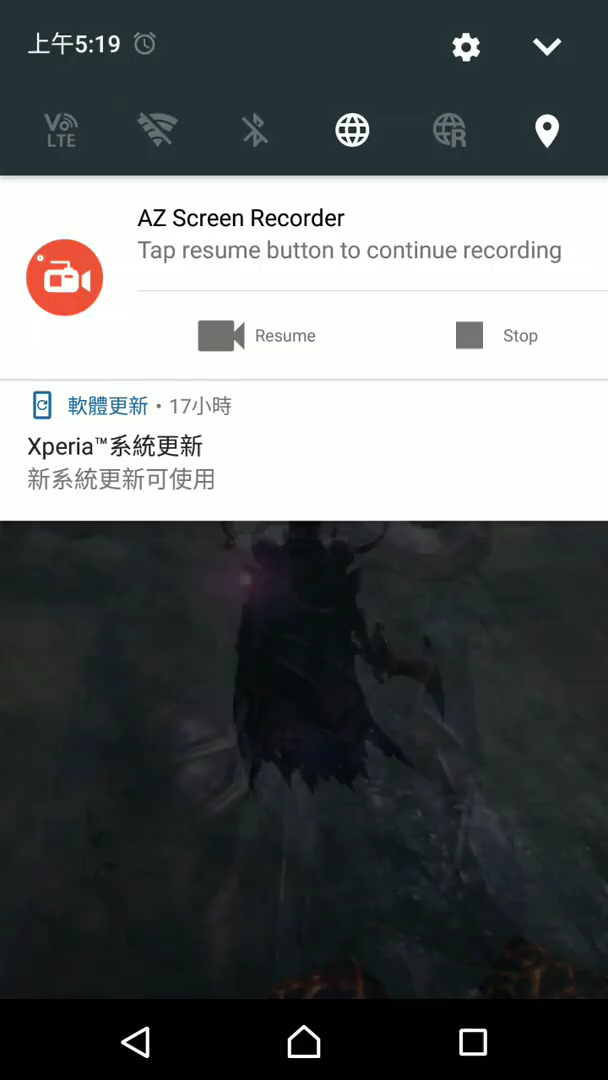 上午5:19
VoLTE
R
AZ Screen Recorder
Tap resume button to continue recording
Resume
Stop
軟體更新 • 17小時
Xperia™系統更新
新系統更新可使用